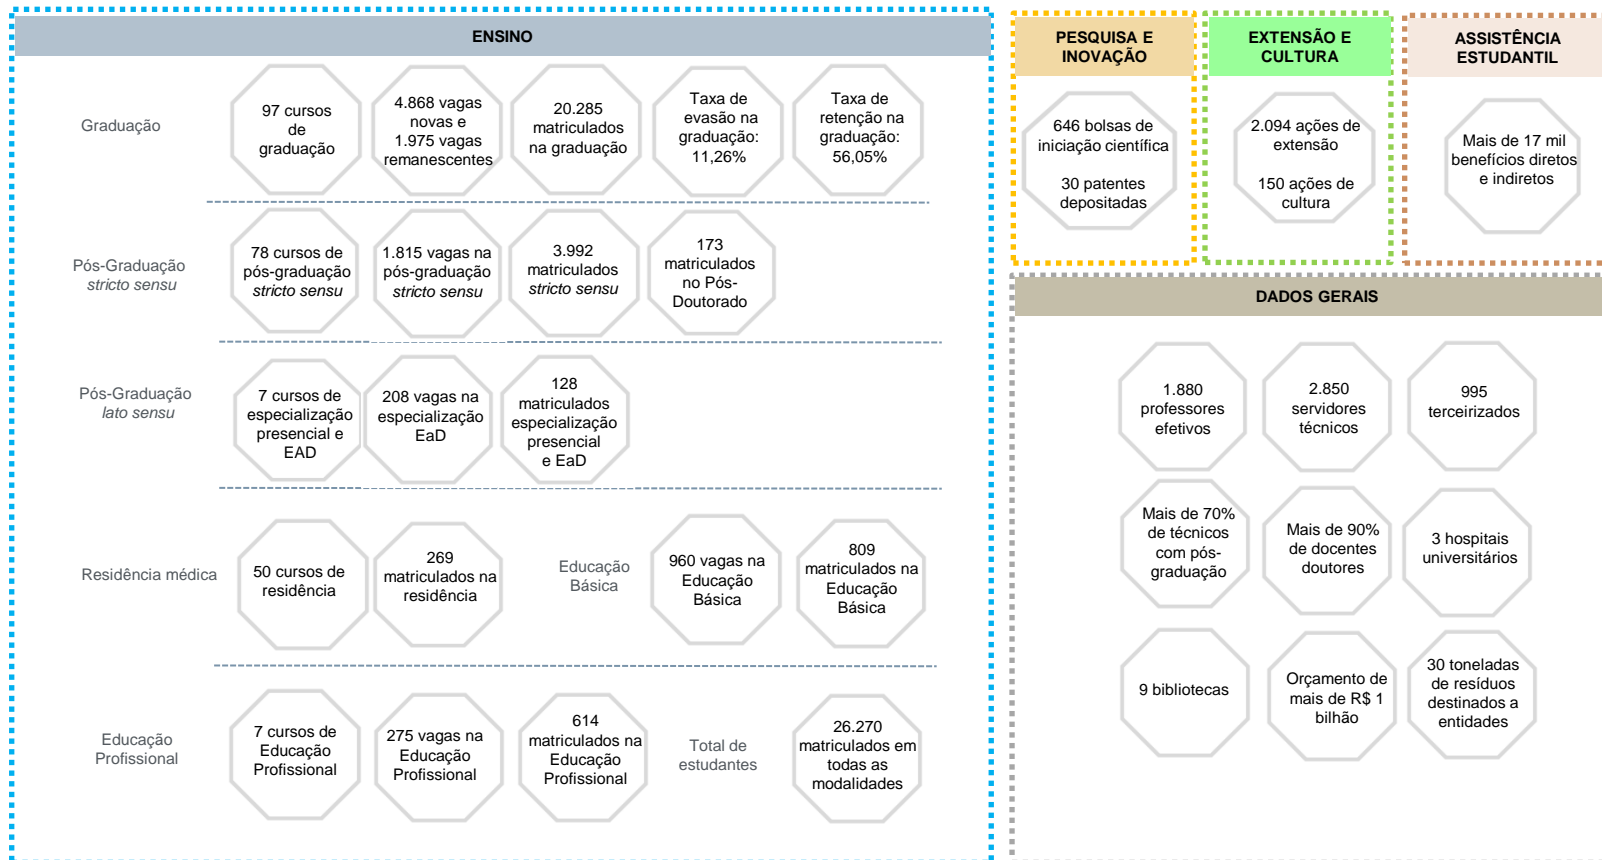 ENSINO
Graduação
97 cursos
de
graduação
4.868 vagas
novas e
1.975 vagas
remanescentes
20.285
matriculados
na graduação
Taxa de
evasão na
graduação:
11,26%
Taxa de
retenção na
graduação:
56,05%
Pós-Graduação
stricto sensu
78 cursos de
pós-graduação
stricto sensu
1.815 vagas na
pós-graduação
stricto sensu
3.992
matriculados
stricto sensu
173
matriculados
no Pós-
Doutorado
Pós-Graduação
lato sensu
7 cursos de
especialização
presencial e
EAD
208 vagas na
especialização
EaD
128
matriculados
especialização
presencial
e EaD
Residência médica
50 cursos de
residência
269
matriculados na
residência
Educação
Básica
960 vagas na
Educação
Básica
809
matriculados na
Educação
Básica
Educação
Profissional
7 cursos de
Educação
Profissional
275 vagas na
Educação
Profissional
614
matriculados na
Educação
Profissional
Total de
estudantes
26.270
matriculados em
todas as
modalidades
PESQUISA E
INOVAÇÃO
646 bolsas de
iniciação científica
30 patentes
depositadas
EXTENSÃO E
CULTURA
2.094 ações de
extensão
150 ações de
cultura
ASSISTÊNCIA
ESTUDANTIL
Mais de 17 mil
benefícios diretos
e indiretos
DADOS GERAIS
1.880
professores
efetivos
2.850
servidores
técnicos
995
terceirizados
Mais de 70%
de técnicos
com pós-
graduação
Mais de 90%
de docentes
doutores
3 hospitais
universitários
9 bibliotecas
Orçamento de
mais de R$ 1
bilhão
30 toneladas
de resíduos
destinados a
entidades